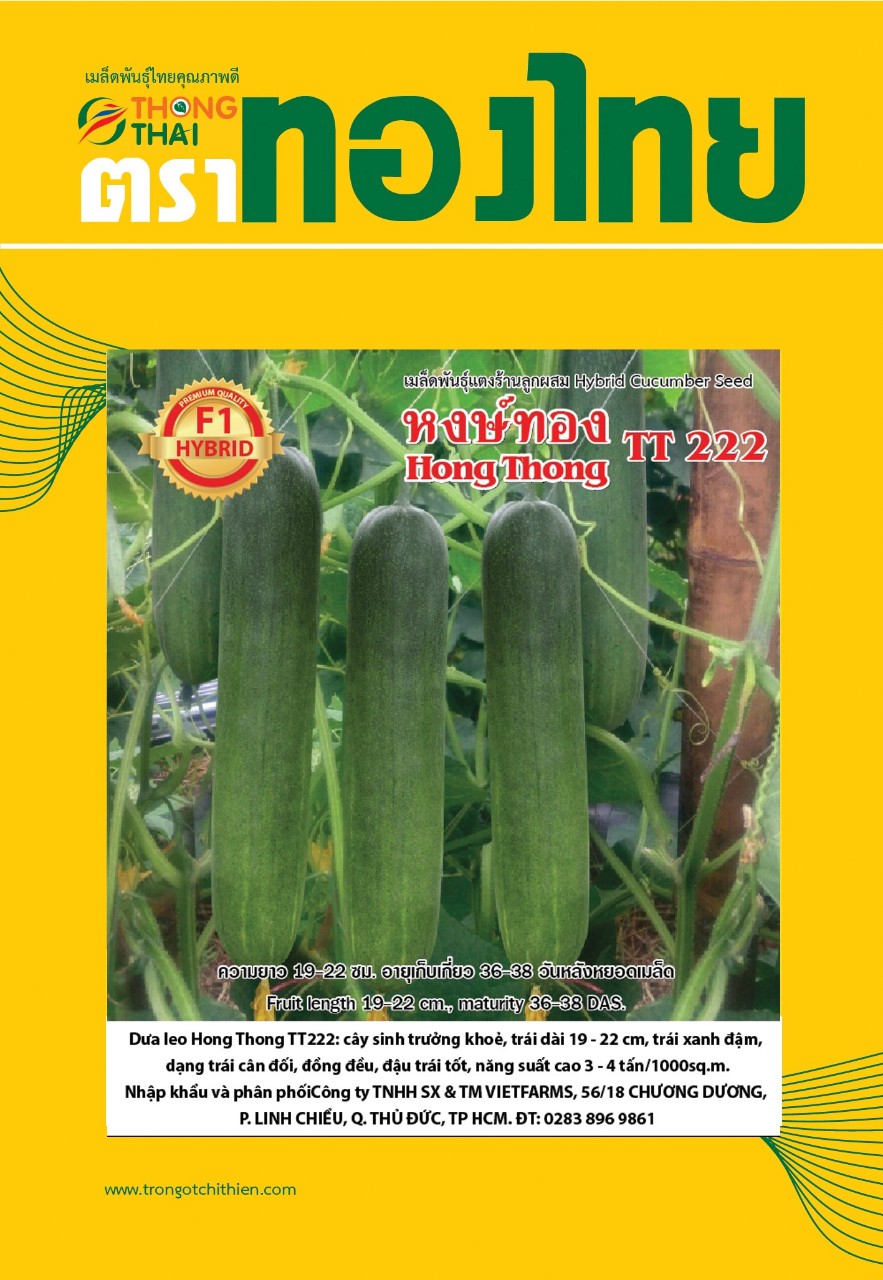 เมล็ดพันธุ์ไทยคุณภาพดี
THONG
THAI
ตราทองไทย
เมล็ดพันธุ์แตงร้านลูกผสม Hybrid Cucumber Seed
PREMIUM QUALITY
F1
HYBRID
หงษ์ทอง
Hong Thong
TT 222
ความยาว 19-22 ซม. อายุเก็บเกี่ยว 36-38 วันหลังหยอดเมล็ด
Fruit length 19-22 cm., maturity 36-38 DAS.
Dưa leo Hong Thong TT222: cây sinh trưởng khoẻ, trái dài 19 - 22 cm, trái xanh đậm,
dạng trái cân đối, đồng đều, đậu trái tốt, năng suất cao 3 - 4 tấn/1000sq.m.
Nhập khẩu và phân phốiCông ty TNHH SX & TM VIETFARMS, 56/18 CHƯƠNG DƯƠNG,
P. LINH CHIỂU, Q. THỦ ĐỨC, TP HCM. ĐT: 0283 896 9861
www.trongotchithien.com